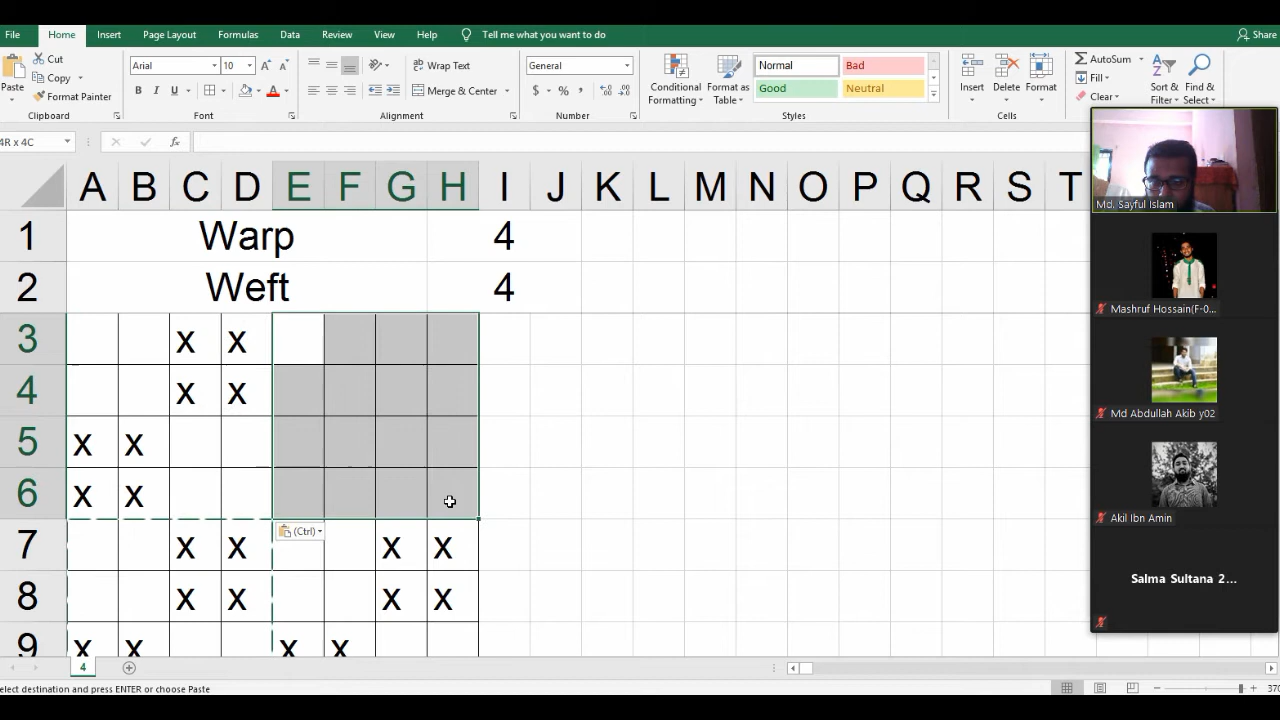 File Home Insert Page Layout Formulas Data Review View Help Tell me what you want to do Share
Cut
Copy
Format Painter
Paste
Clipboard
Arial 10
B I U
Font
Wrap Text
Merge & Center
Alignment
General
$ % ,
Number
Conditional Formatting
Format as Table
Normal Bad
Good Neutral
Styles
Insert Delete Format
Cells
AutoSum
Fill
Clear
Sort & Filter
Find & Select
4R x 4C fx
A B C D E F G H I J K L M N O P Q R S T
1 Warp 4
2 Weft 4
3 x x
4 x x
5 x x
6 x x
(Ctrl)
7 x x x x
8 x x x x
9 x x x x
4
elect destination and press ENTER or choose Paste
370
Md. Sayful Islam
Mashruf Hossain(F-0...
Md Abdullah Akib y02
Akil Ibn Amin
Salma Sultana 2...